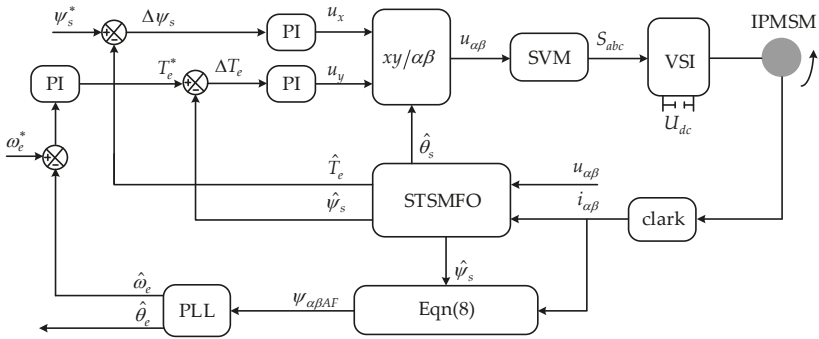 ψ_s^* Δψ_s PI u_x
xy/αβ u_αβ SVM S_abc VSI IPMSM
PI T_e^* ΔT_e PI u_y
U_dc
ω_e^*
θ̂_s
T̂_e
ψ̂_s
STSMFO
u_αβ
i_αβ clark
ψ̂_s
ω̂_e
θ̂_e
PLL ψ_αβAF Eqn(8)